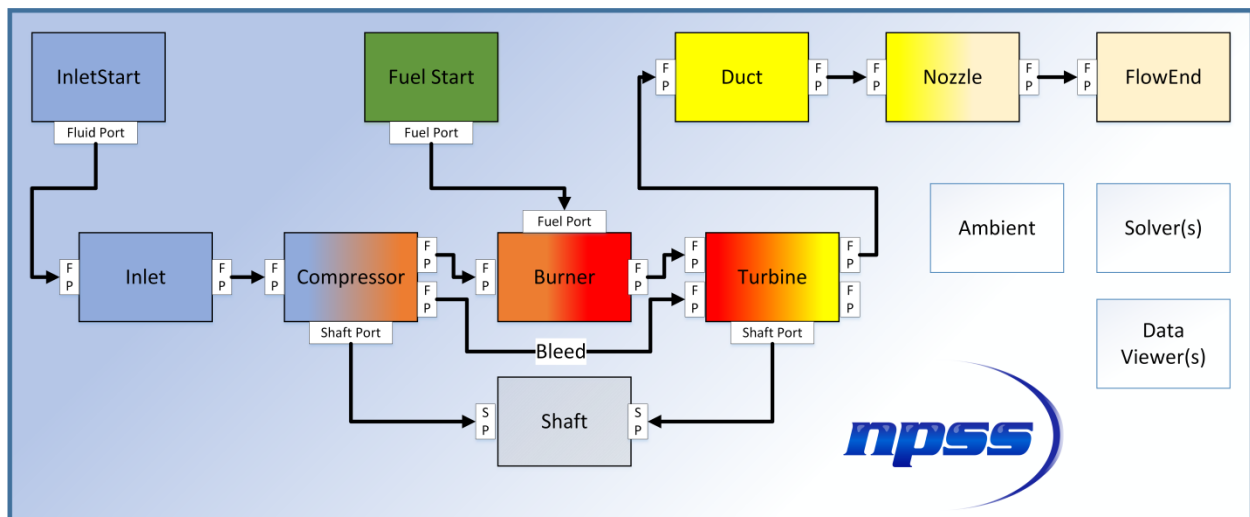 InletStart
Fluid Port
Fuel Start
Fuel Port
F
P
Duct
F
P
F
P
Nozzle
F
P
F
P
FlowEnd
Ambient
Solver(s)
Data
Viewer(s)
F
P
Inlet
F
P
F
P
Compressor
F
P
F
P
Shaft Port
Fuel Port
F
P
Burner
F
P
F
P
F
P
Turbine
F
P
F
P
Shaft Port
Bleed
S
P
Shaft
S
P
npss